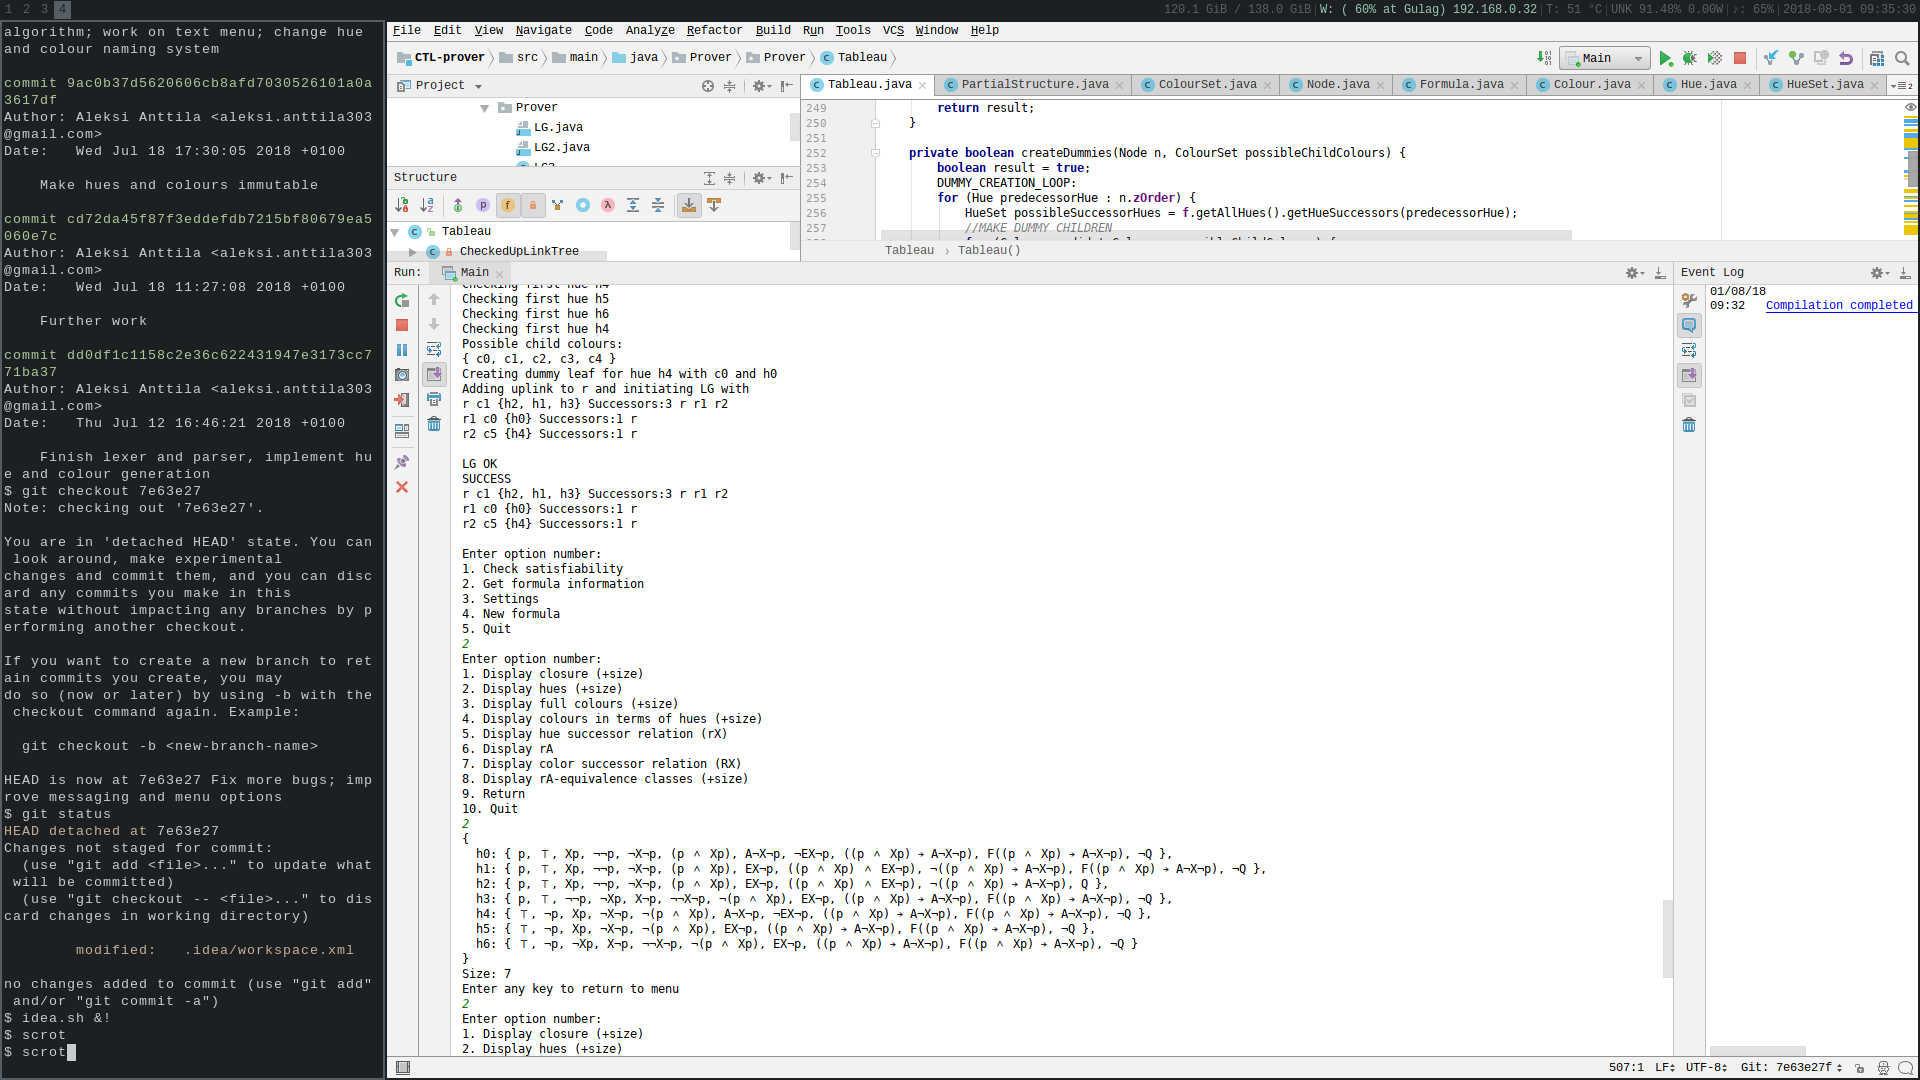 1 2 3 4
120.1 GiB / 138.0 GiB|W: ( 60% at Gulag) 192.168.0.32|T: 51 °C|UNK 91.48% 0.00W|♪: 65%|2018-08-01 09:35:30
algorithm; work on text menu; change hue
and colour naming system
commit 9ac0b37d5620606cb8afd7030526101a0a
3617df
Author: Aleksi Anttila <aleksi.anttila303
@gmail.com>
Date:   Wed Jul 18 17:30:05 2018 +0100
Make hues and colours immutable
commit cd72da45f87f3eddefdb7215bf80679ea5
060e7c
Author: Aleksi Anttila <aleksi.anttila303
@gmail.com>
Date:   Wed Jul 18 11:27:08 2018 +0100
Further work
commit dd0df1c1158c2e36c622431947e3173cc7
71ba37
Author: Aleksi Anttila <aleksi.anttila303
@gmail.com>
Date:   Thu Jul 12 16:46:21 2018 +0100
Finish lexer and parser, implement hu
e and colour generation
$ git checkout 7e63e27
Note: checking out '7e63e27'.
You are in 'detached HEAD' state. You can
look around, make experimental
changes and commit them, and you can disc
ard any commits you make in this
state without impacting any branches by p
erforming another checkout.
If you want to create a new branch to ret
ain commits you create, you may
do so (now or later) by using -b with the
checkout command again. Example:
git checkout -b <new-branch-name>
HEAD is now at 7e63e27 Fix more bugs; imp
rove messaging and menu options
$ git status
HEAD detached at 7e63e27
Changes not staged for commit:
(use "git add <file>..." to update what
will be committed)
(use "git checkout -- <file>..." to dis
card changes in working directory)
modified:   .idea/workspace.xml
no changes added to commit (use "git add"
and/or "git commit -a")
$ idea.sh &!
$ scrot
$ scrot
File Edit View Navigate Code Analyze Refactor Build Run Tools VCS Window Help
CTL-prover src main java Prover Prover Tableau
Main
Project
Prover
LG.java
LG2.java
Structure
Tableau
CheckedUpLinkTree
Tableau.java PartialStructure.java ColourSet.java Node.java Formula.java Colour.java Hue.java HueSet.java
249 return result;
250 }
251
252 private boolean createDummies(Node n, ColourSet possibleChildColours) {
253 boolean result = true;
254 DUMMY_CREATION_LOOP:
255 for (Hue predecessorHue : n.zOrder) {
256 HueSet possibleSuccessorHues = f.getAllHues().getHueSuccessors(predecessorHue);
257 //MAKE DUMMY CHILDREN
Tableau › Tableau()
Run: Main
Checking first hue h4
Checking first hue h5
Checking first hue h6
Checking first hue h4
Possible child colours:
{ c0, c1, c2, c3, c4 }
Creating dummy leaf for hue h4 with c0 and h0
Adding uplink to r and initiating LG with
r c1 {h2, h1, h3} Successors:3 r r1 r2
r1 c0 {h0} Successors:1 r
r2 c5 {h4} Successors:1 r
LG OK
SUCCESS
r c1 {h2, h1, h3} Successors:3 r r1 r2
r1 c0 {h0} Successors:1 r
r2 c5 {h4} Successors:1 r
Enter option number:
1. Check satisfiability
2. Get formula information
3. Settings
4. New formula
5. Quit
2
Enter option number:
1. Display closure (+size)
2. Display hues (+size)
3. Display full colours (+size)
4. Display colours in terms of hues (+size)
5. Display hue successor relation (rX)
6. Display rA
7. Display color successor relation (RX)
8. Display rA-equivalence classes (+size)
9. Return
10. Quit
2
{
h0: { p, ⊤, Xp, ¬¬p, ¬X¬p, (p ∧ Xp), A¬X¬p, ¬EX¬p, ((p ∧ Xp) → A¬X¬p), F((p ∧ Xp) → A¬X¬p), ¬Q },
h1: { p, ⊤, Xp, ¬¬p, ¬X¬p, (p ∧ Xp), EX¬p, ((p ∧ Xp) ∧ EX¬p), ¬((p ∧ Xp) → A¬X¬p), F((p ∧ Xp) → A¬X¬p), ¬Q },
h2: { p, ⊤, Xp, ¬¬p, ¬X¬p, (p ∧ Xp), EX¬p, ((p ∧ Xp) ∧ EX¬p), ¬((p ∧ Xp) → A¬X¬p), Q },
h3: { p, ⊤, ¬¬p, ¬Xp, X¬p, ¬¬X¬p, ¬(p ∧ Xp), EX¬p, ((p ∧ Xp) → A¬X¬p), F((p ∧ Xp) → A¬X¬p), ¬Q },
h4: { ⊤, ¬p, Xp, ¬X¬p, ¬(p ∧ Xp), A¬X¬p, ¬EX¬p, ((p ∧ Xp) → A¬X¬p), F((p ∧ Xp) → A¬X¬p), ¬Q },
h5: { ⊤, ¬p, Xp, ¬X¬p, ¬(p ∧ Xp), EX¬p, ((p ∧ Xp) → A¬X¬p), F((p ∧ Xp) → A¬X¬p), ¬Q },
h6: { ⊤, ¬p, ¬Xp, X¬p, ¬¬X¬p, ¬(p ∧ Xp), EX¬p, ((p ∧ Xp) → A¬X¬p), F((p ∧ Xp) → A¬X¬p), ¬Q }
}
Size: 7
Enter any key to return to menu
2
Enter option number:
1. Display closure (+size)
2. Display hues (+size)
Event Log
01/08/18
09:32 Compilation completed
507:1 LF UTF-8 Git: 7e63e27f